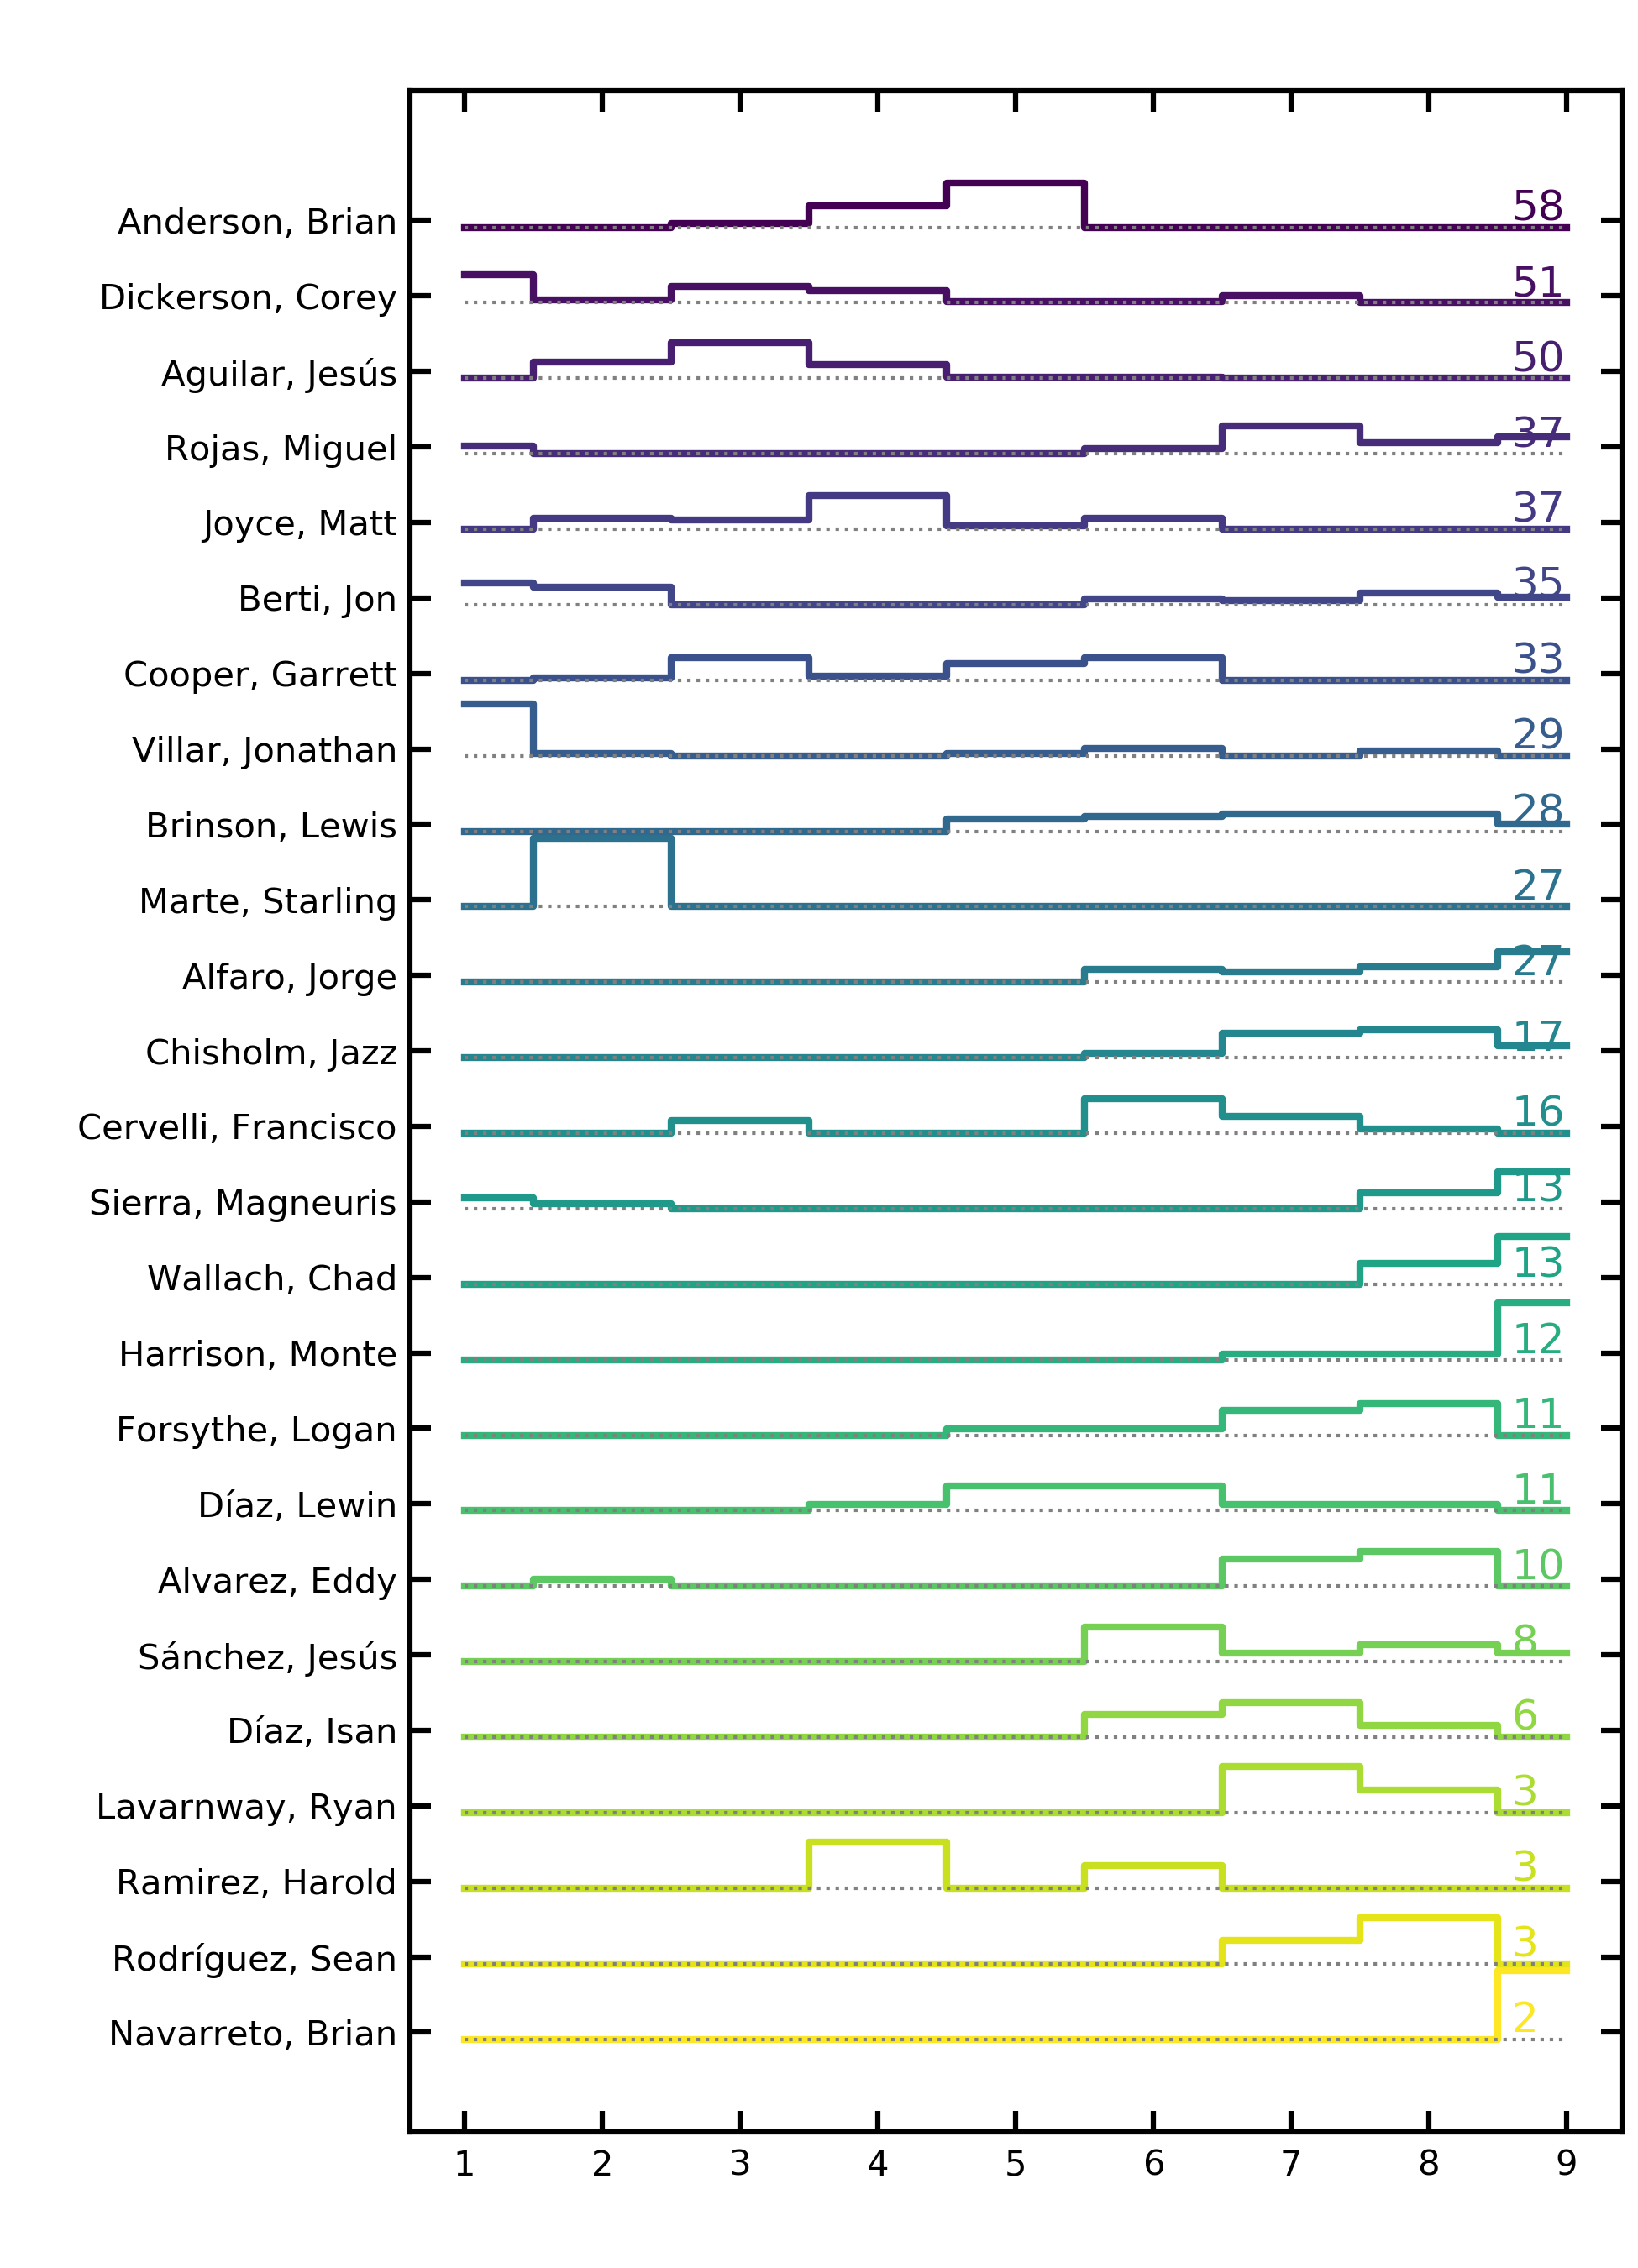 Anderson, Brian 58
Dickerson, Corey 51
Aguilar, Jesús 50
Rojas, Miguel 37
Joyce, Matt 37
Berti, Jon 35
Cooper, Garrett 33
Villar, Jonathan 29
Brinson, Lewis 28
Marte, Starling 27
Alfaro, Jorge 27
Chisholm, Jazz 17
Cervelli, Francisco 16
Sierra, Magneuris 13
Wallach, Chad 13
Harrison, Monte 12
Forsythe, Logan 11
Díaz, Lewin 11
Alvarez, Eddy 10
Sánchez, Jesús 8
Díaz, Isan 6
Lavarnway, Ryan 3
Ramirez, Harold 3
Rodríguez, Sean 3
Navarreto, Brian 2
1 2 3 4 5 6 7 8 9